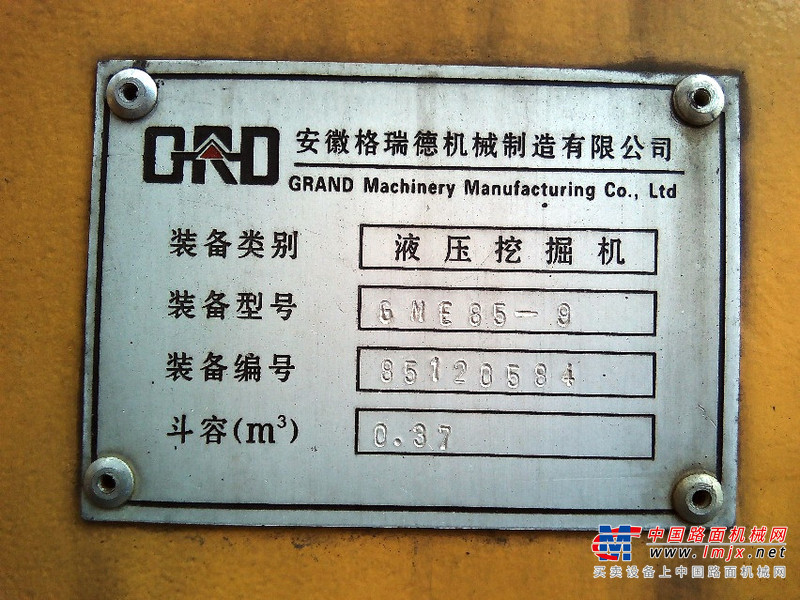 GRD 安徽格瑞德机械制造有限公司
GRAND Machinery Manufacturing Co., Ltd
装备类别 液压挖掘机
装备型号 GME85-9
装备编号 85120584
斗容(m³) 0.37
中国路面机械网
www.lmjx.net
买卖设备上中国路面机械网